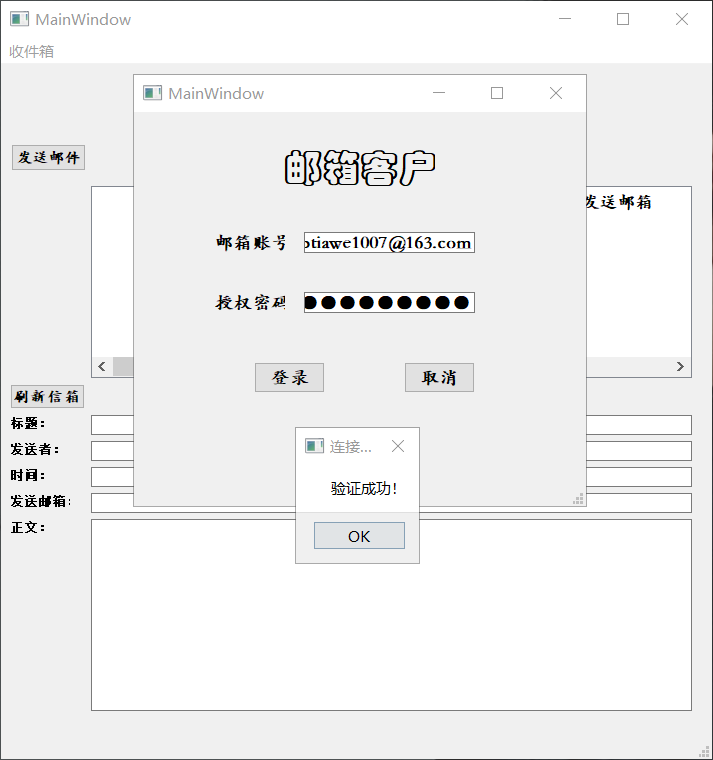 MainWindow
收件箱
MainWindow
邮箱客户
发送邮件
发送邮箱
邮箱账号
otiawe1007@163.com
授权密码
登录
取消
刷新信箱
标题：
发送者：
时间：
发送邮箱：
正文：
连接...
验证成功！
OK